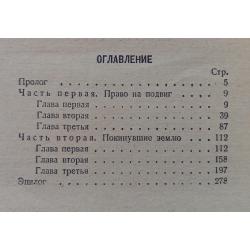 ОГЛАВЛЕНИЕ
Стр.
Пролог . . . . . . . . . . 5
Часть первая. Право на подвиг . . . 9
Глава первая . . . . . . . . 9
Глава вторая . . . . . . . . 39
Глава третья . . . . . . . . 87
Часть вторая. Покинувшие землю . . 112
Глава первая . . . . . . . . 112
Глава вторая . . . . . . . . 158
Глава третья . . . . . . . . 197
Эпилог . . . . . . . . . . 278